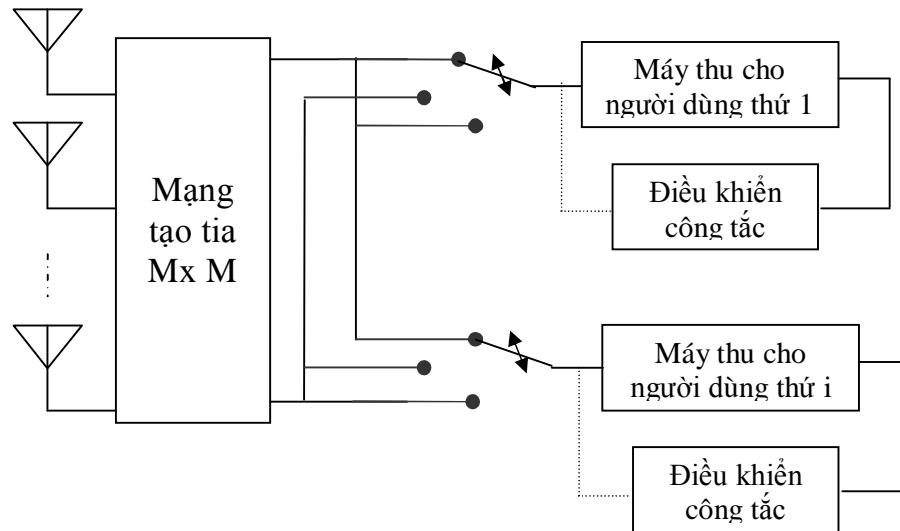 Mạng
tạo tia
Mx M
Máy thu cho
người dùng thứ 1
Điều khiển
công tắc
Máy thu cho
người dùng thứ i
Điều khiển
công tắc